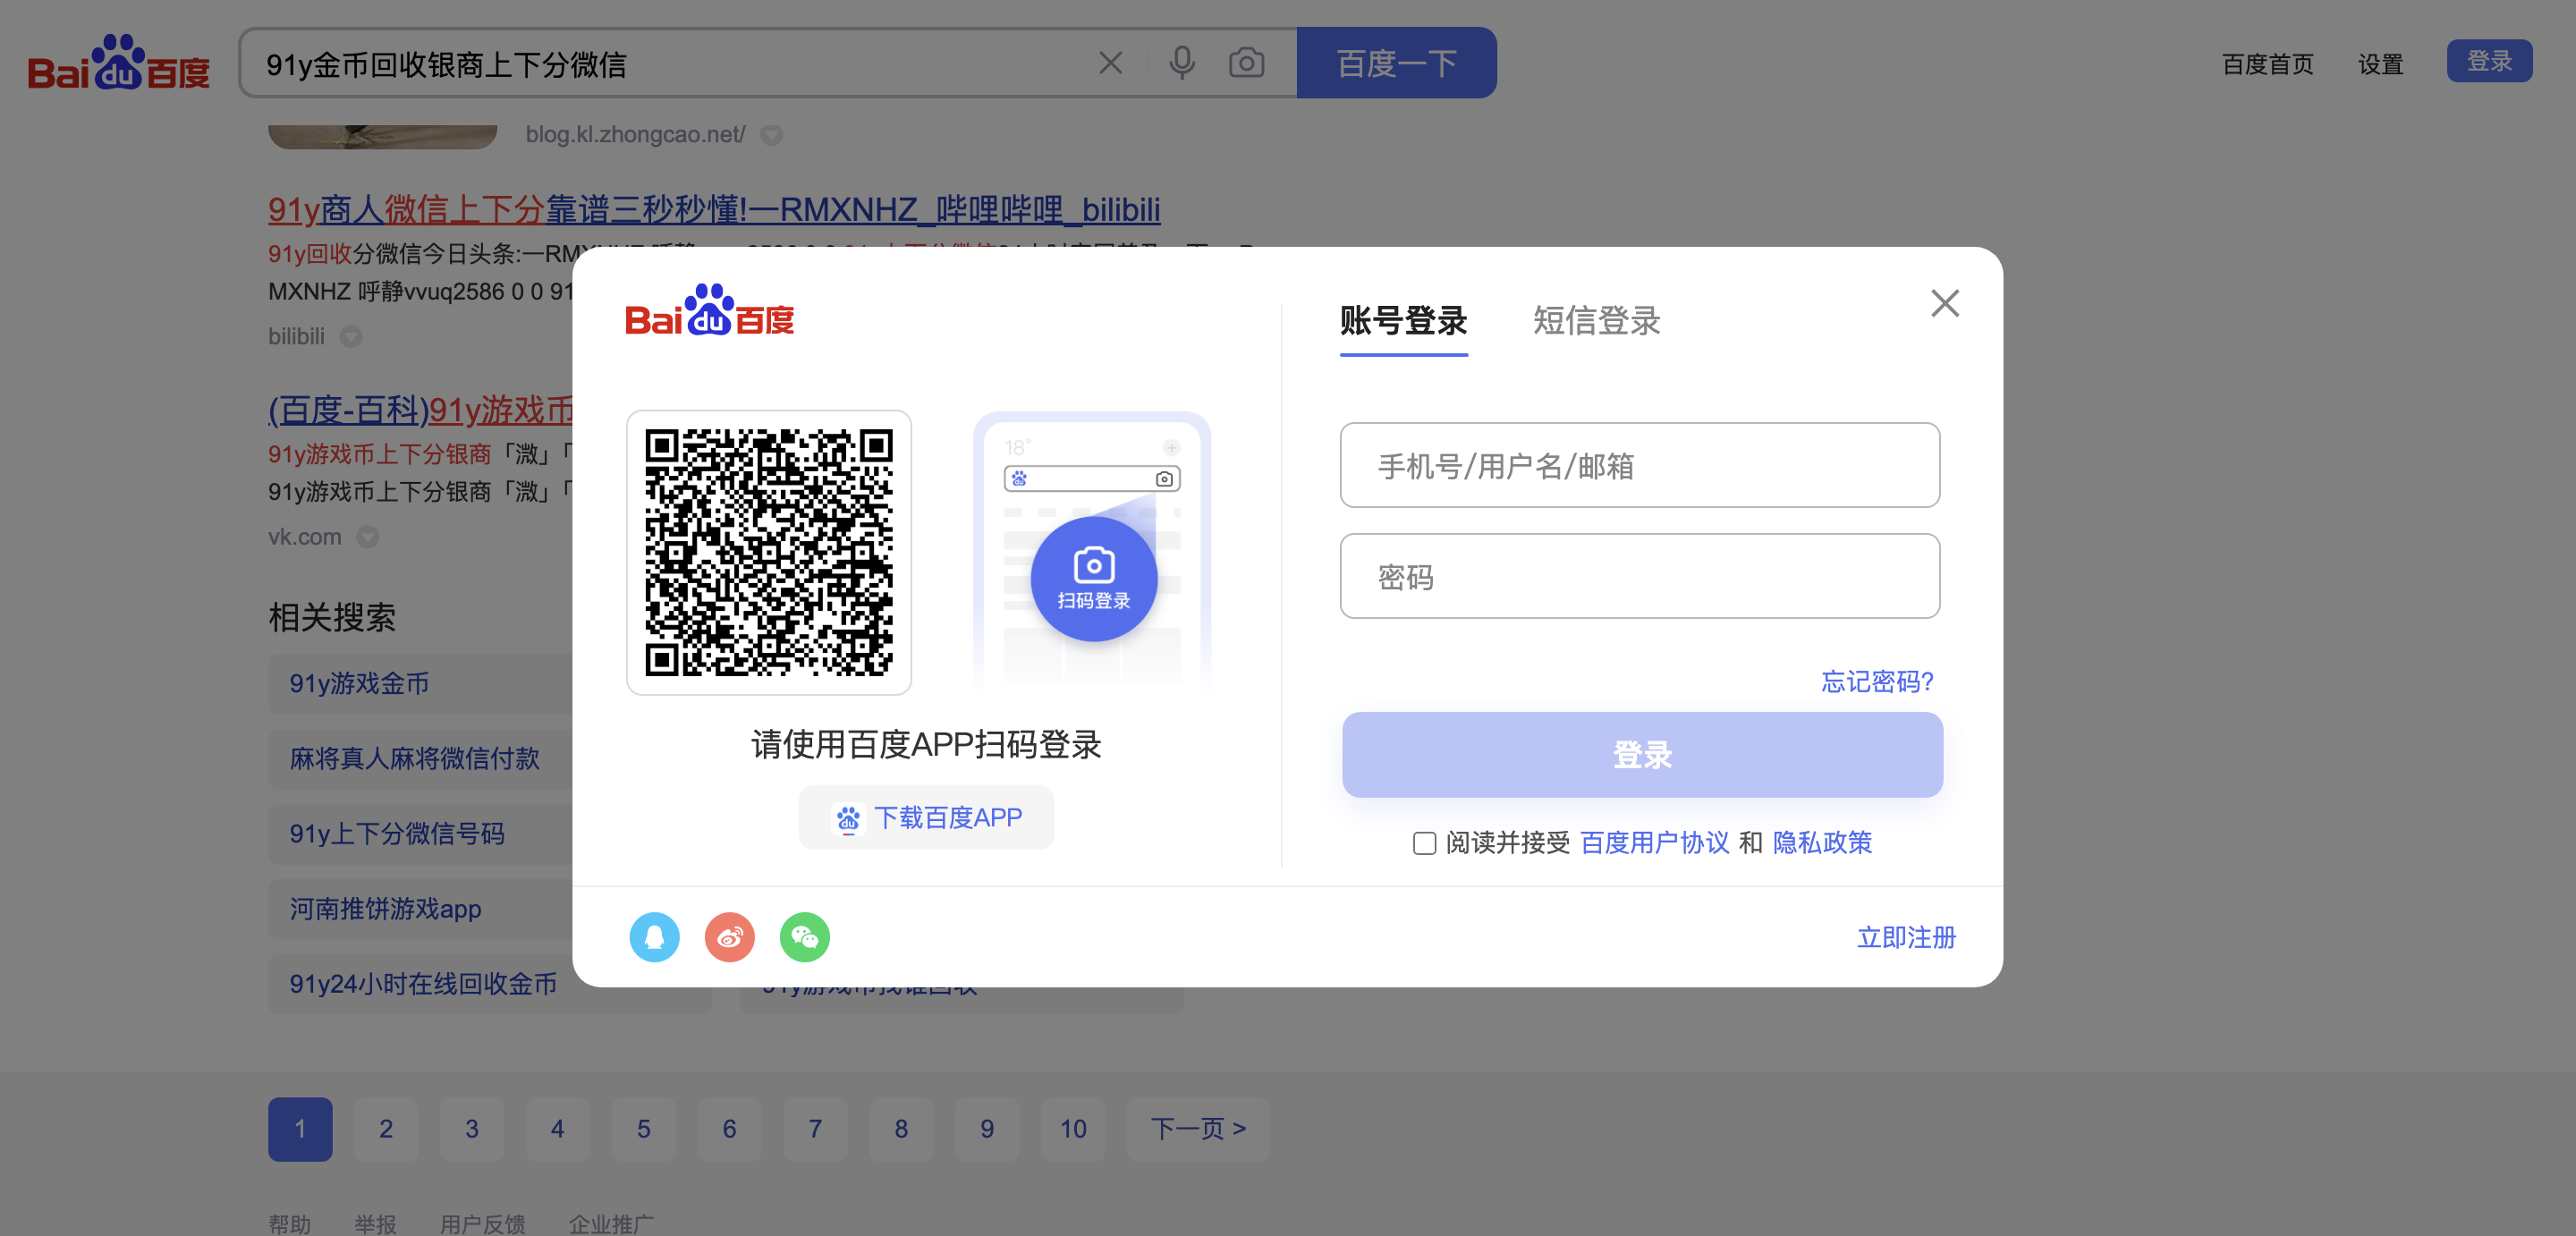 Bai du 百度
91y金币回收银商上下分微信
百度一下
百度首页
设置
登录
blog.kl.zhongcao.net/
91y商人微信上下分靠谱三秒秒懂!一RMXNHZ_哔哩哔哩_bilibili
91y回收分微信今日头条:一RM
MXNHZ 呼静vvuq2586 0 0 91
bilibili
(百度-百科)91y游戏币
91y游戏币上下分银商「溦」「
91y游戏币上下分银商「溦」「
vk.com
相关搜索
91y游戏金币
麻将真人麻将微信付款
91y上下分微信号码
河南推饼游戏app
91y24小时在线回收金币
91y游戏币找谁回收
Bai du 百度
18°
扫码登录
请使用百度APP扫码登录
下载百度APP
账号登录
短信登录
手机号/用户名/邮箱
密码
忘记密码?
登录
阅读并接受 百度用户协议 和 隐私政策
立即注册
1 2 3 4 5 6 7 8 9 10 下一页 >
帮助 举报 用户反馈 企业推广